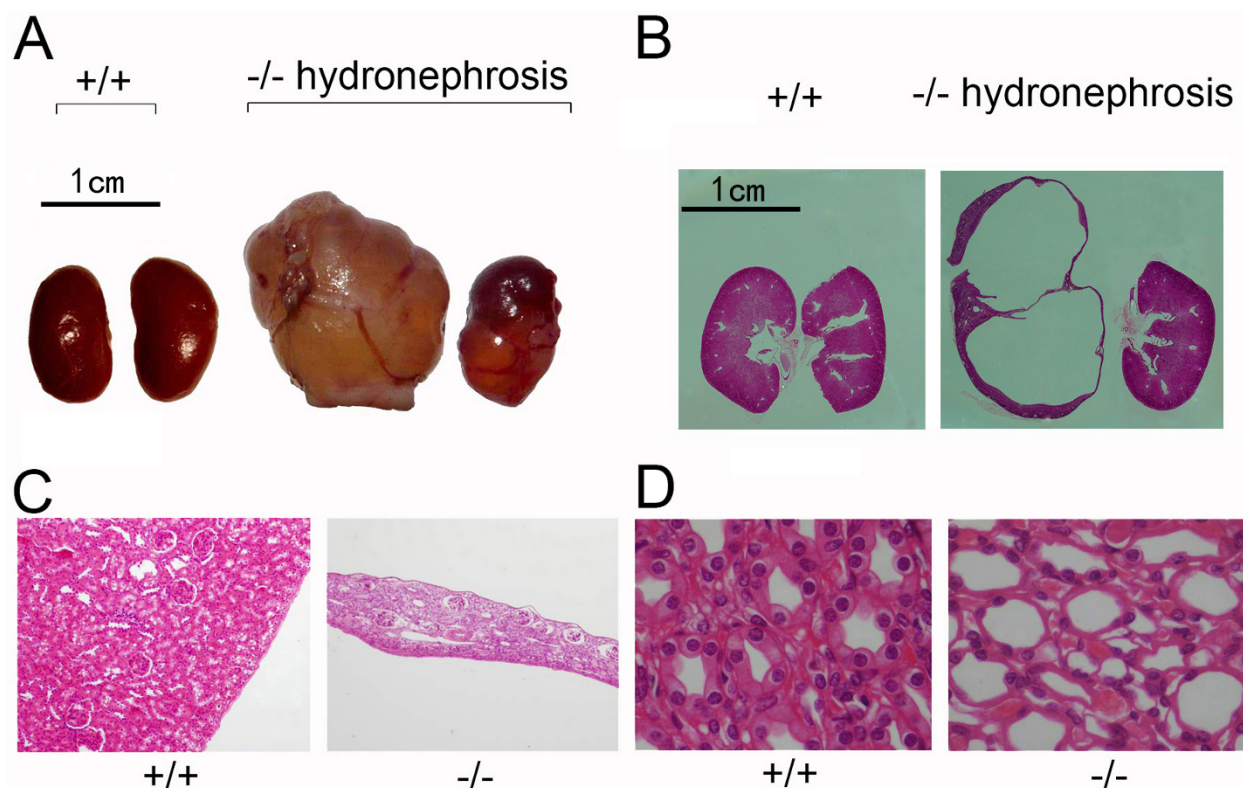 A
+/+
-/- hydronephrosis
1cm
B
+/+
-/- hydronephrosis
1cm
C
+/+
-/-
D
+/+
-/-